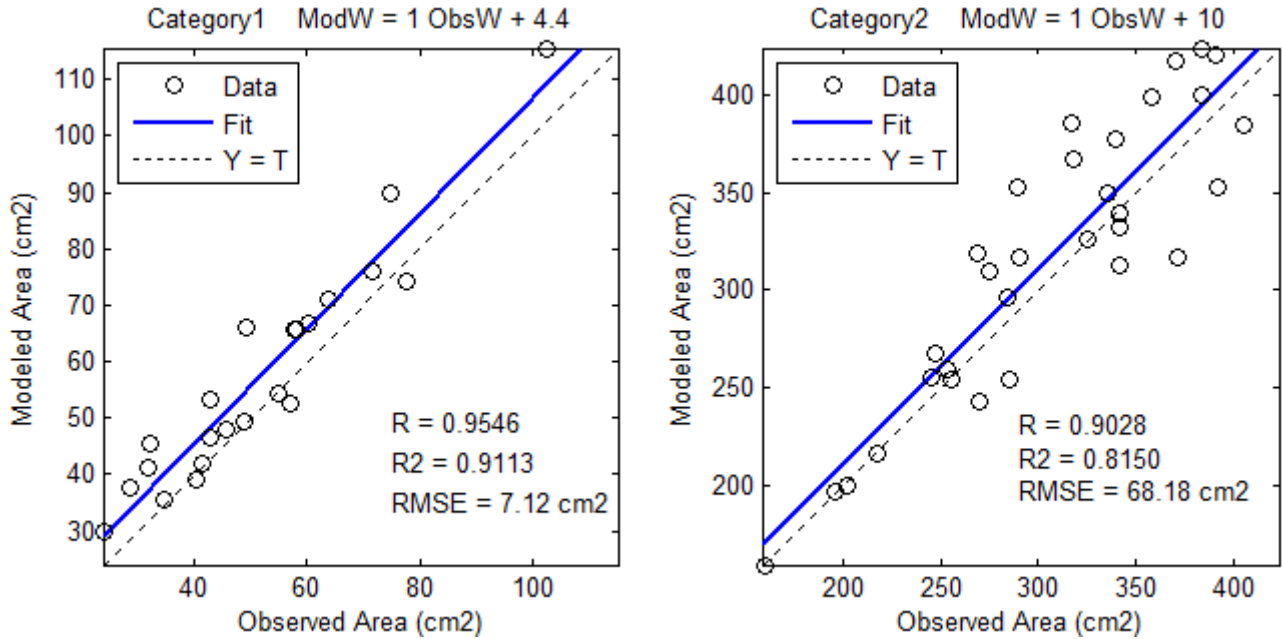 Category1 ModW = 1 ObsW + 4.4
Data
Fit
Y = T
110
100
90
80
70
60
50
40
30
40
60
80
100
Modeled Area (cm2)
Observed Area (cm2)
R = 0.9546
R2 = 0.9113
RMSE = 7.12 cm2
Category2 ModW = 1 ObsW + 10
Data
Fit
Y = T
400
350
300
250
200
200
250
300
350
400
Modeled Area (cm2)
Observed Area (cm2)
R = 0.9028
R2 = 0.8150
RMSE = 68.18 cm2